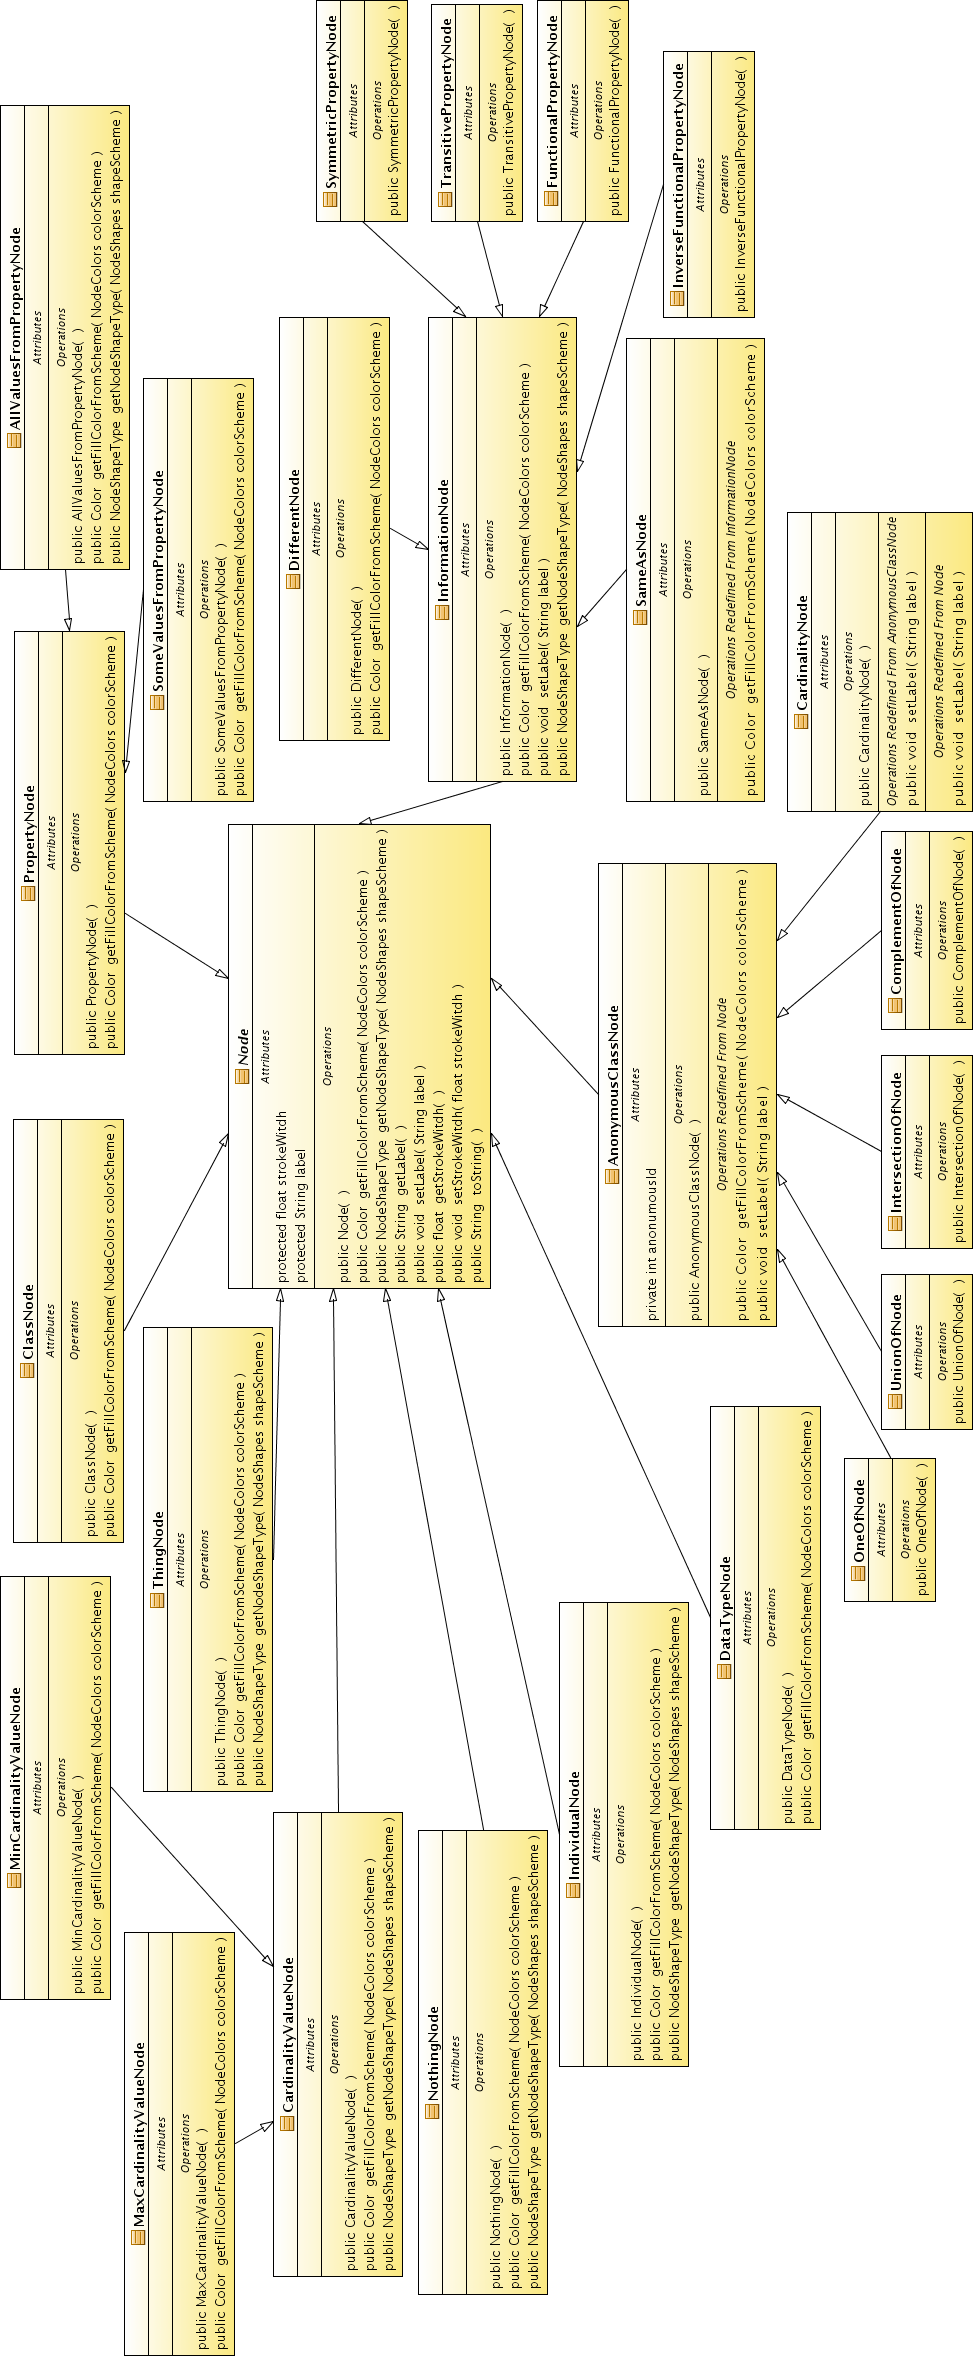 MaxCardinalityValueNode
Attributes
Operations
public MaxCardinalityValueNode( )
public Color getFillColorFromScheme( NodeColors colorScheme )
MinCardinalityValueNode
Attributes
Operations
public MinCardinalityValueNode( )
public Color getFillColorFromScheme( NodeColors colorScheme )
ClassNode
Attributes
Operations
public ClassNode( )
public Color getFillColorFromScheme( NodeColors colorScheme )
PropertyNode
Attributes
Operations
public PropertyNode( )
public Color getFillColorFromScheme( NodeColors colorScheme )
AllValuesFromPropertyNode
Attributes
Operations
public AllValuesFromPropertyNode( )
public Color getFillColorFromScheme( NodeColors colorScheme )
public NodeShapeType getNodeShapeType( NodeShapes shapeScheme )
ThingNode
Attributes
Operations
public ThingNode( )
public Color getFillColorFromScheme( NodeColors colorScheme )
public NodeShapeType getNodeShapeType( NodeShapes shapeScheme )
SomeValuesFromPropertyNode
Attributes
Operations
public SomeValuesFromPropertyNode( )
public Color getFillColorFromScheme( NodeColors colorScheme )
CardinalityValueNode
Attributes
Operations
public CardinalityValueNode( )
public Color getFillColorFromScheme( NodeColors colorScheme )
public NodeShapeType getNodeShapeType( NodeShapes shapeScheme )
Node
Attributes
protected float strokeWitdh
protected String label
Operations
public Node( )
public Color getFillColorFromScheme( NodeColors colorScheme )
public NodeShapeType getNodeShapeType( NodeShapes shapeScheme )
public String getLabel( )
public void setLabel( String label )
public float getStrokeWitdh( )
public void setStrokeWitdh( float strokeWitdh )
public String toString( )
DifferentNode
Attributes
Operations
public DifferentNode( )
public Color getFillColorFromScheme( NodeColors colorScheme )
SymmetricPropertyNode
Attributes
Operations
public SymmetricPropertyNode( )
NothingNode
Attributes
Operations
public NothingNode( )
public Color getFillColorFromScheme( NodeColors colorScheme )
public NodeShapeType getNodeShapeType( NodeShapes shapeScheme )
InformationNode
Attributes
Operations
public InformationNode( )
public Color getFillColorFromScheme( NodeColors colorScheme )
public void setLabel( String label )
public NodeShapeType getNodeShapeType( NodeShapes shapeScheme )
TransitivePropertyNode
Attributes
Operations
public TransitivePropertyNode( )
FunctionalPropertyNode
Attributes
Operations
public FunctionalPropertyNode( )
IndividualNode
Attributes
Operations
public IndividualNode( )
public Color getFillColorFromScheme( NodeColors colorScheme )
public NodeShapeType getNodeShapeType( NodeShapes shapeScheme )
AnonymousClassNode
Attributes
private int anonumousId
Operations
public AnonymousClassNode( )
Operations Redefined From Node
public Color getFillColorFromScheme( NodeColors colorScheme )
public void setLabel( String label )
SameAsNode
Attributes
Operations
public SameAsNode( )
Operations Redefined From InformationNode
public Color getFillColorFromScheme( NodeColors colorScheme )
InverseFunctionalPropertyNode
Attributes
Operations
public InverseFunctionalPropertyNode( )
DataTypeNode
Attributes
Operations
public DataTypeNode( )
public Color getFillColorFromScheme( NodeColors colorScheme )
CardinalityNode
Attributes
Operations
public CardinalityNode( )
Operations Redefined From AnonymousClassNode
public void setLabel( String label )
Operations Redefined From Node
public void setLabel( String label )
OneOfNode
Attributes
Operations
public OneOfNode( )
UnionOfNode
Attributes
Operations
public UnionOfNode( )
IntersectionOfNode
Attributes
Operations
public IntersectionOfNode( )
ComplementOfNode
Attributes
Operations
public ComplementOfNode( )